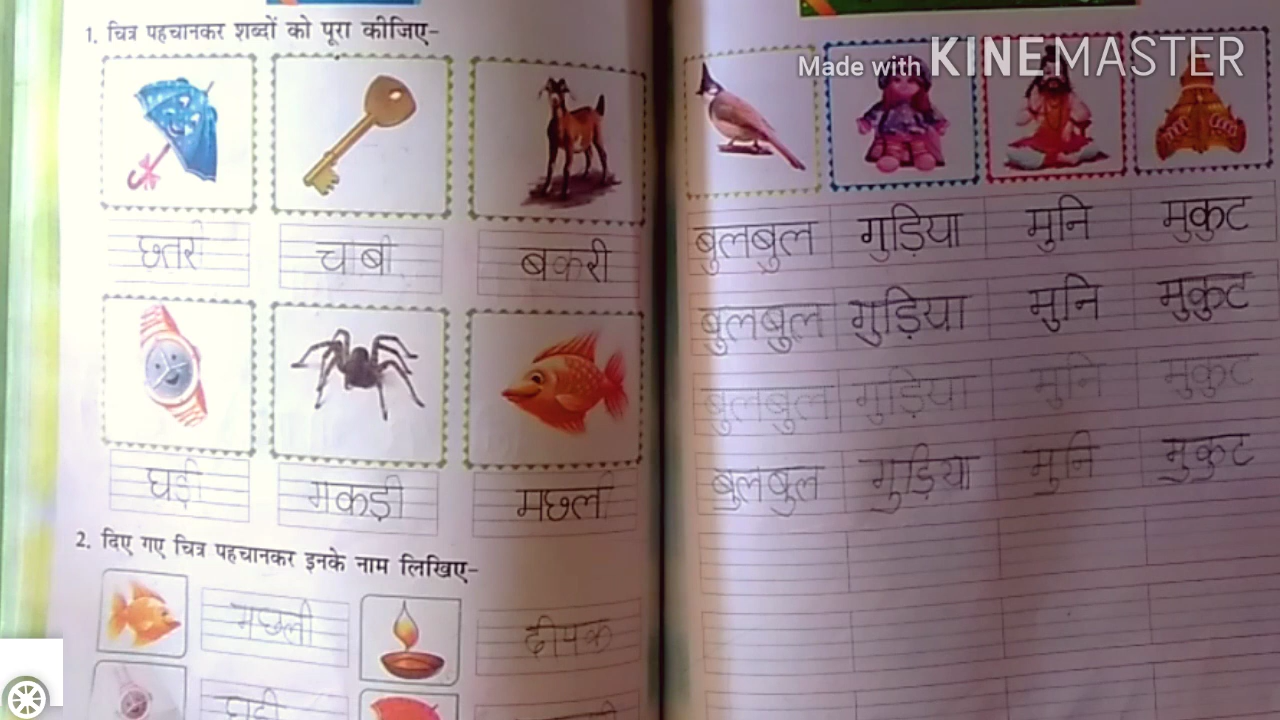 Made with KINEMASTER
1. चित्र पहचानकर शब्दों को पूरा कीजिए–
छतरी चाबी बकरी
घड़ी मकड़ी मछली
2. दिए गए चित्र पहचानकर इनके नाम लिखिए–
मछली दीपक
घड़ी
बुलबुल गुड़िया मुनि मुकुट
बुलबुल गुड़िया मुनि मुकुट
बुलबुल गुड़िया मुनि मुकुट
बुलबुल गुड़िया मुनि मुकुट